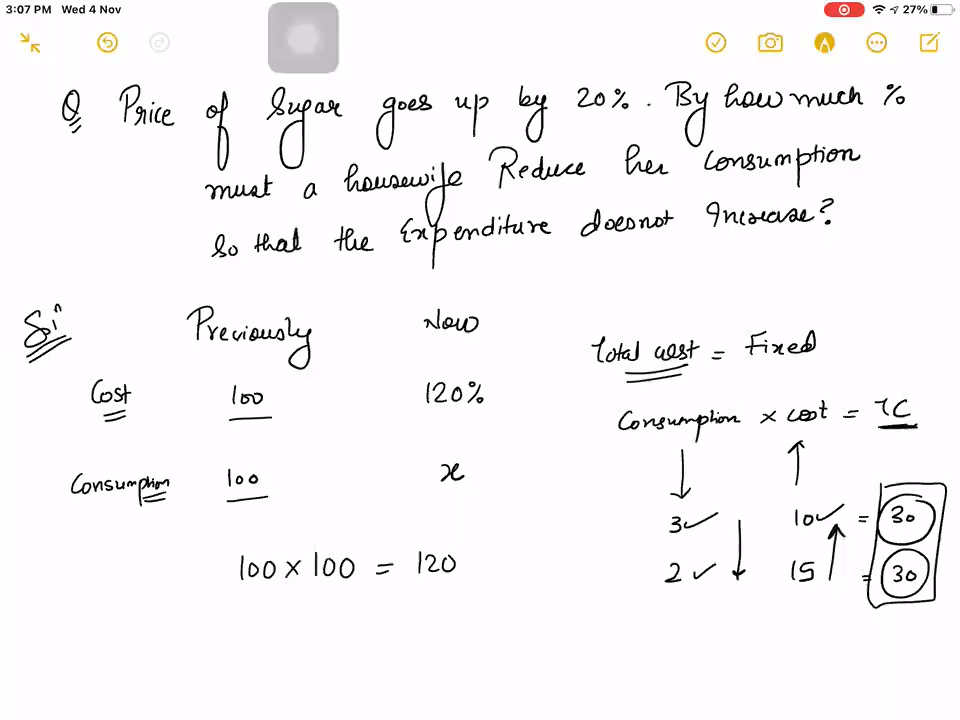 3:07 PM Wed 4 Nov
27%
Q Price of Sugar goes up by 20%. By how much %
must a housewife Reduce her Consumption
so that the Expenditure doesnot Increase?
Sol^n
Previously Now
Total cost = Fixed
Cost 100 120%
Consumption × cost = TC
Consumption 100 x
3 10 = 30
100 × 100 = 120
2 15 = 30